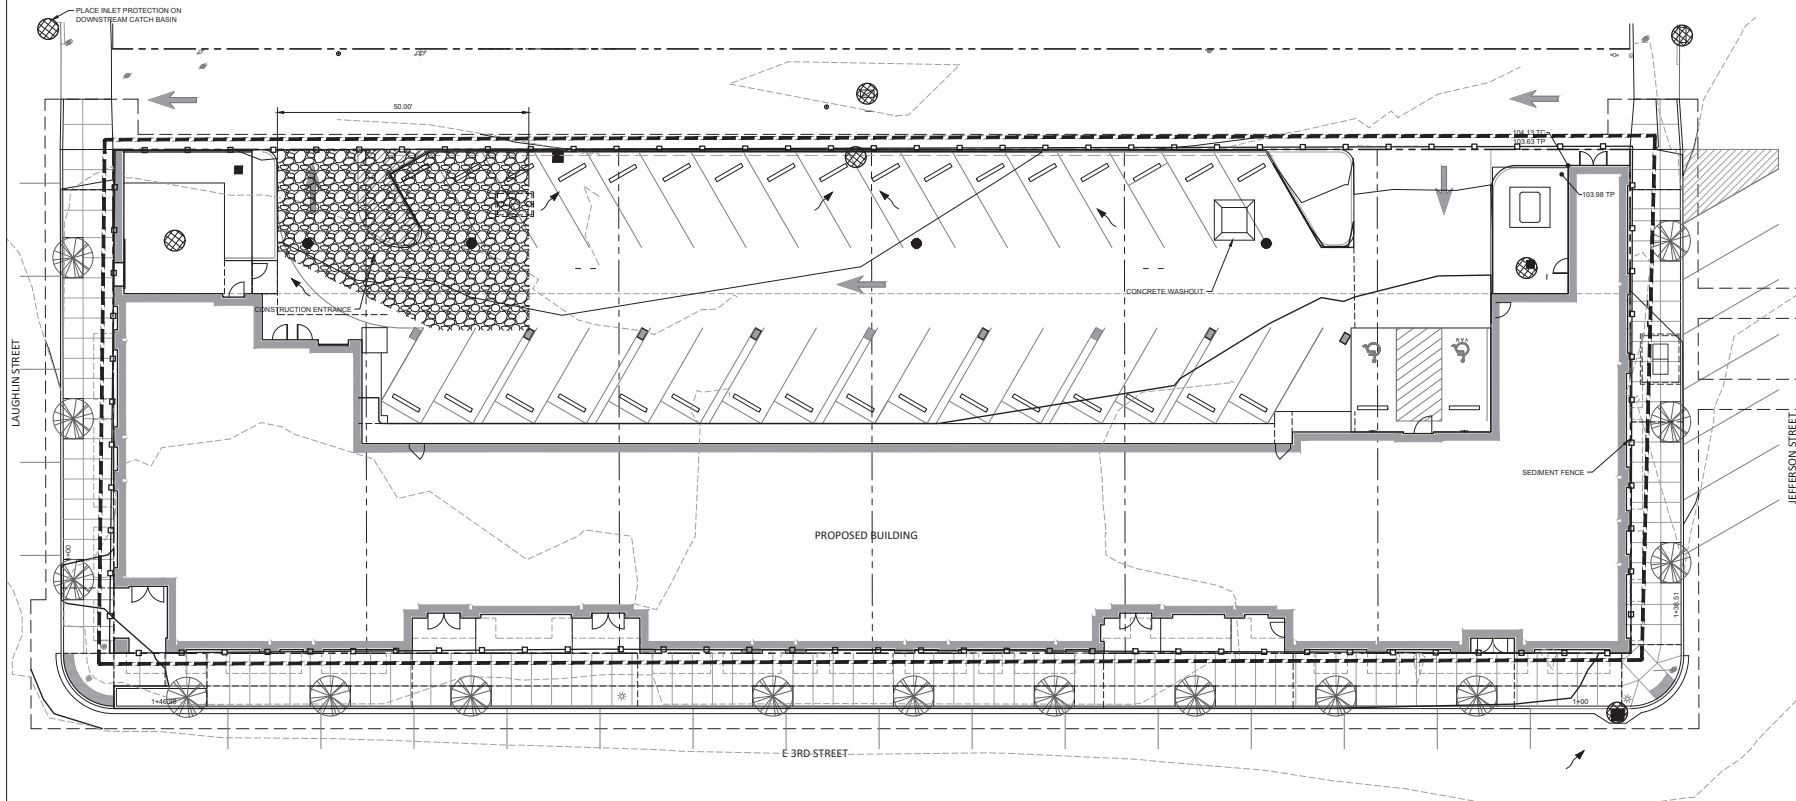 PLACE INLET PROTECTION ON
DOWNSTREAM CATCH BASIN
50.00'
104.13 TC
103.63 TP
103.98 TP
CONCRETE WASHOUT
CONSTRUCTION ENTRANCE
VAN
LAUGHLIN STREET
JEFFERSON STREET
SEDIMENT FENCE
PROPOSED BUILDING
1+00
1+36.51
1+46.98
1+00
E 3RD STREET